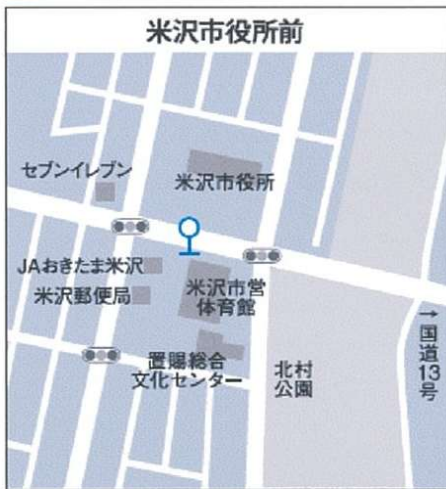 米沢市役所前
セブンイレブン
米沢市役所
JAおきたま米沢
米沢郵便局
米沢市営
体育館
置賜総合
文化センター
北村
公園
→国道13号